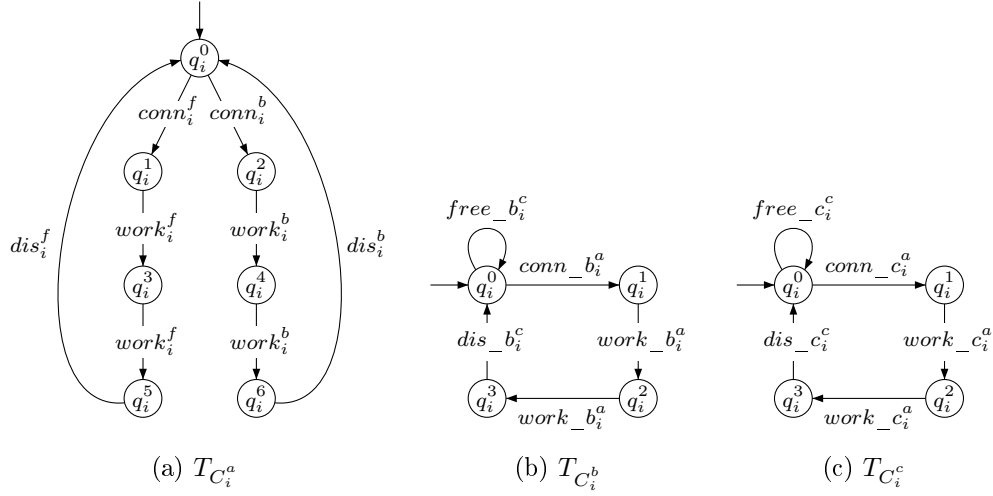 q_i^0
conn_i^f conn_i^b
q_i^1 q_i^2
free_b_i^c free_c_i^c
dis_i^f work_i^f work_i^b dis_i^b
q_i^3 q_i^4 q_i^0 conn_b_i^a q_i^1 q_i^0 conn_c_i^a q_i^1
work_i^f work_i^b dis_b_i^c work_b_i^a dis_c_i^c work_c_i^a
q_i^5 q_i^6 q_i^3 work_b_i^a q_i^2 q_i^3 work_c_i^a q_i^2
(a) T_{C_i^a} (b) T_{C_i^b} (c) T_{C_i^c}